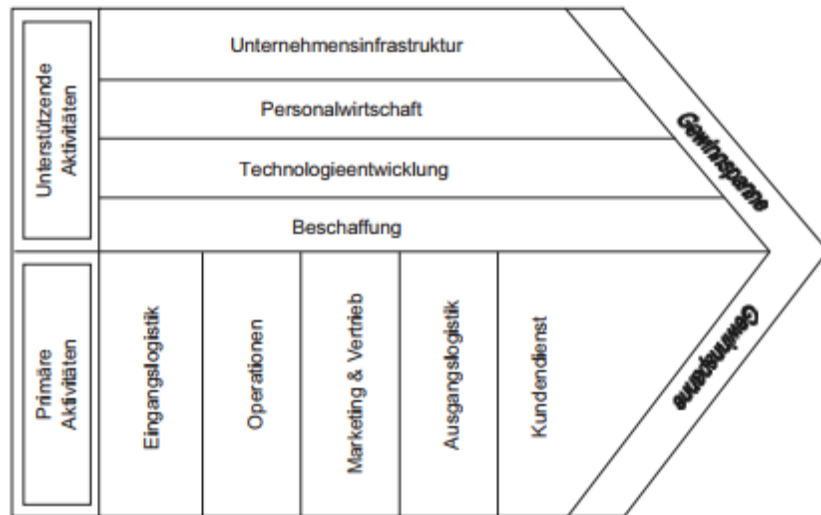 Unterstützende
Aktivitäten
Unternehmensinfrastruktur
Personalwirtschaft
Technologieentwicklung
Beschaffung
Gewinnspanne
Primäre
Aktivitäten
Eingangslogistik
Operationen
Marketing & Vertrieb
Ausgangslogistik
Kundendienst
Gewinnspanne